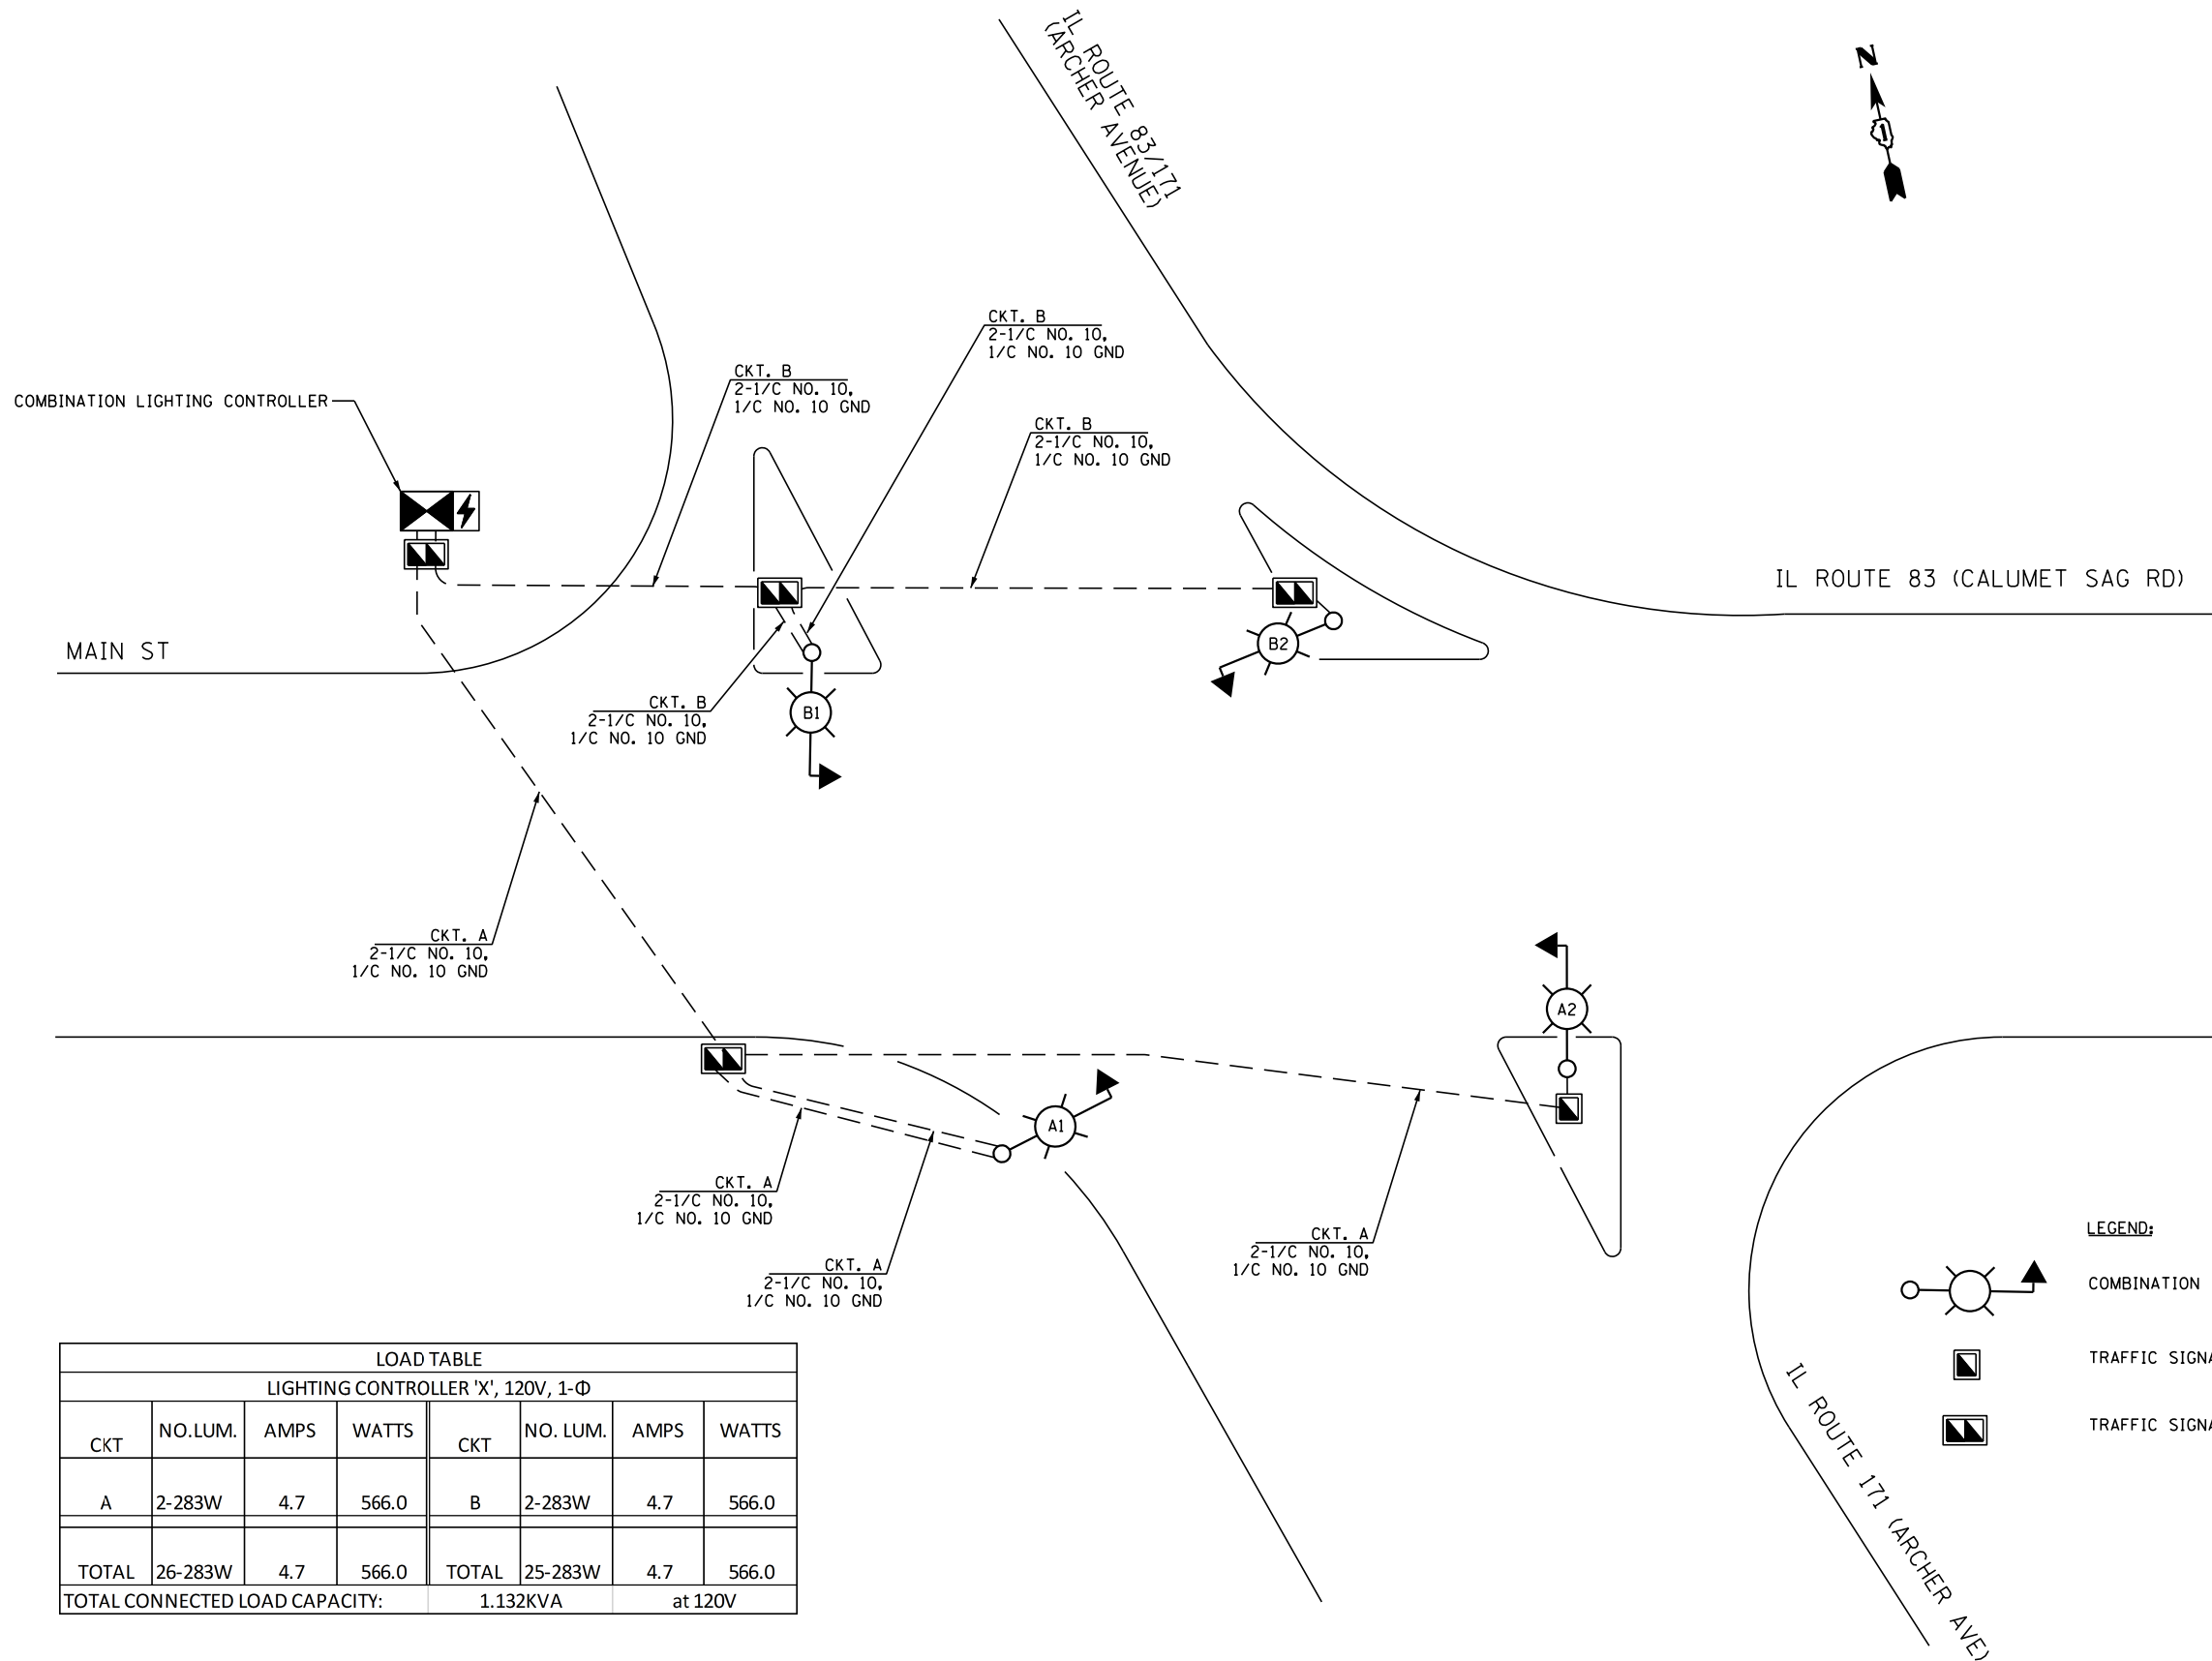 IL ROUTE 83/171
(ARCHER AVENUE)
N
1
CKT. B
2-1/C NO. 10,
1/C NO. 10 GND
CKT. B
2-1/C NO. 10,
1/C NO. 10 GND
COMBINATION LIGHTING CONTROLLER
CKT. B
2-1/C NO. 10,
1/C NO. 10 GND
IL ROUTE 83 (CALUMET SAG RD)
MAIN ST
B2
CKT. B
2-1/C NO. 10,
1/C NO. 10 GND
B1
CKT. A
2-1/C NO. 10,
1/C NO. 10 GND
A2
A1
CKT. A
2-1/C NO. 10,
1/C NO. 10 GND
CKT. A
2-1/C NO. 10,
1/C NO. 10 GND
CKT. A
2-1/C NO. 10,
1/C NO. 10 GND
LEGEND:
COMBINATION
TRAFFIC SIGNA
TRAFFIC SIGNA
IL ROUTE 171 (ARCHER AVE)
LOAD TABLE
LIGHTING CONTROLLER 'X', 120V, 1-Φ
CKT NO.LUM. AMPS WATTS CKT NO. LUM. AMPS WATTS
A 2-283W 4.7 566.0 B 2-283W 4.7 566.0
TOTAL 26-283W 4.7 566.0 TOTAL 25-283W 4.7 566.0
TOTAL CONNECTED LOAD CAPACITY: 1.132KVA at 120V